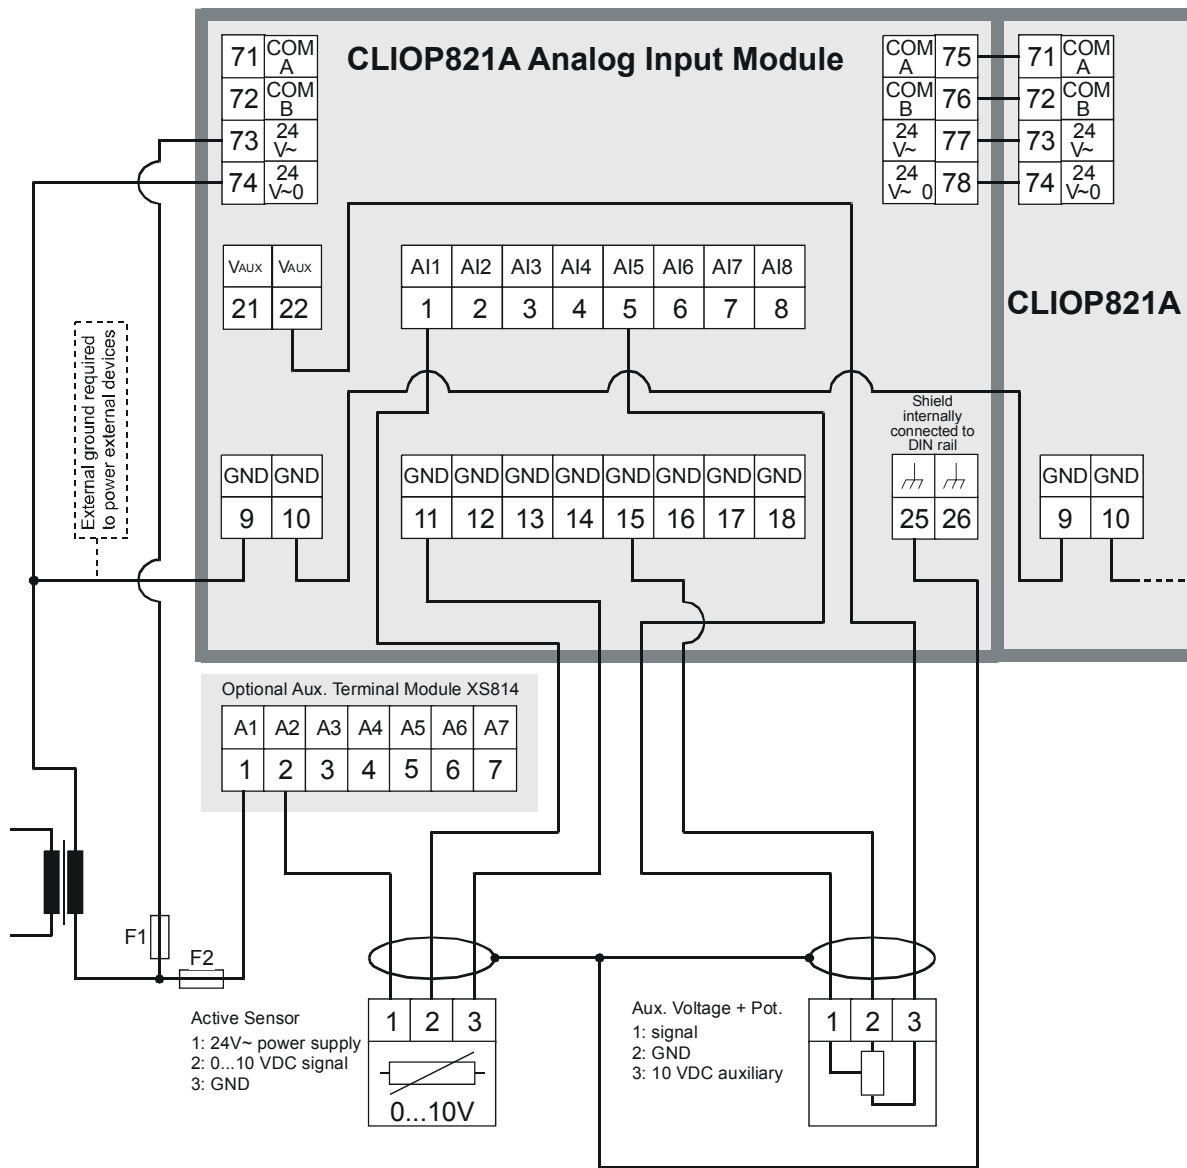 CLIOP821A Analog Input Module
71 COM A
72 COM B
73 24 V~
74 24 V~0
COM A 75
COM B 76
24 V~ 77
24 V~ 0 78
71 COM A
72 COM B
73 24 V~
74 24 V~0
VAUX VAUX
21 22
AI1 AI2 AI3 AI4 AI5 AI6 AI7 AI8
1 2 3 4 5 6 7 8
CLIOP821A
External ground required
to power external devices
Shield
internally
connected to
DIN rail
GND GND
9 10
GND GND GND GND GND GND GND GND
11 12 13 14 15 16 17 18
25 26
GND GND
9 10
Optional Aux. Terminal Module XS814
A1 A2 A3 A4 A5 A6 A7
1 2 3 4 5 6 7
F1
F2
Active Sensor
1: 24V~ power supply
2: 0...10 VDC signal
3: GND
1 2 3
0...10V
Aux. Voltage + Pot.
1: signal
2: GND
3: 10 VDC auxiliary
1 2 3